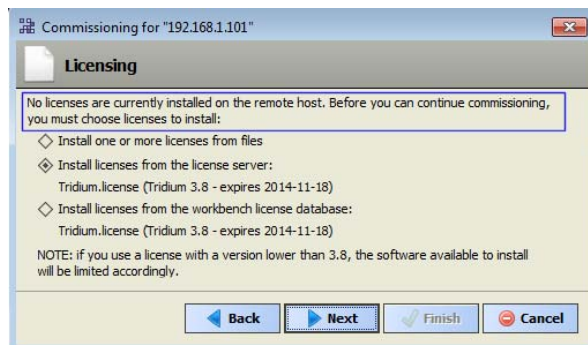 Commissioning for "192.168.1.101"
Licensing
No licenses are currently installed on the remote host. Before you can continue commissioning,
you must choose licenses to install:
Install one or more licenses from files
Install licenses from the license server:
Tridium.license (Tridium 3.8 - expires 2014-11-18)
Install licenses from the workbench license database:
Tridium.license (Tridium 3.8 - expires 2014-11-18)
NOTE: if you use a license with a version lower than 3.8, the software available to install
will be limited accordingly.
Back Next Finish Cancel